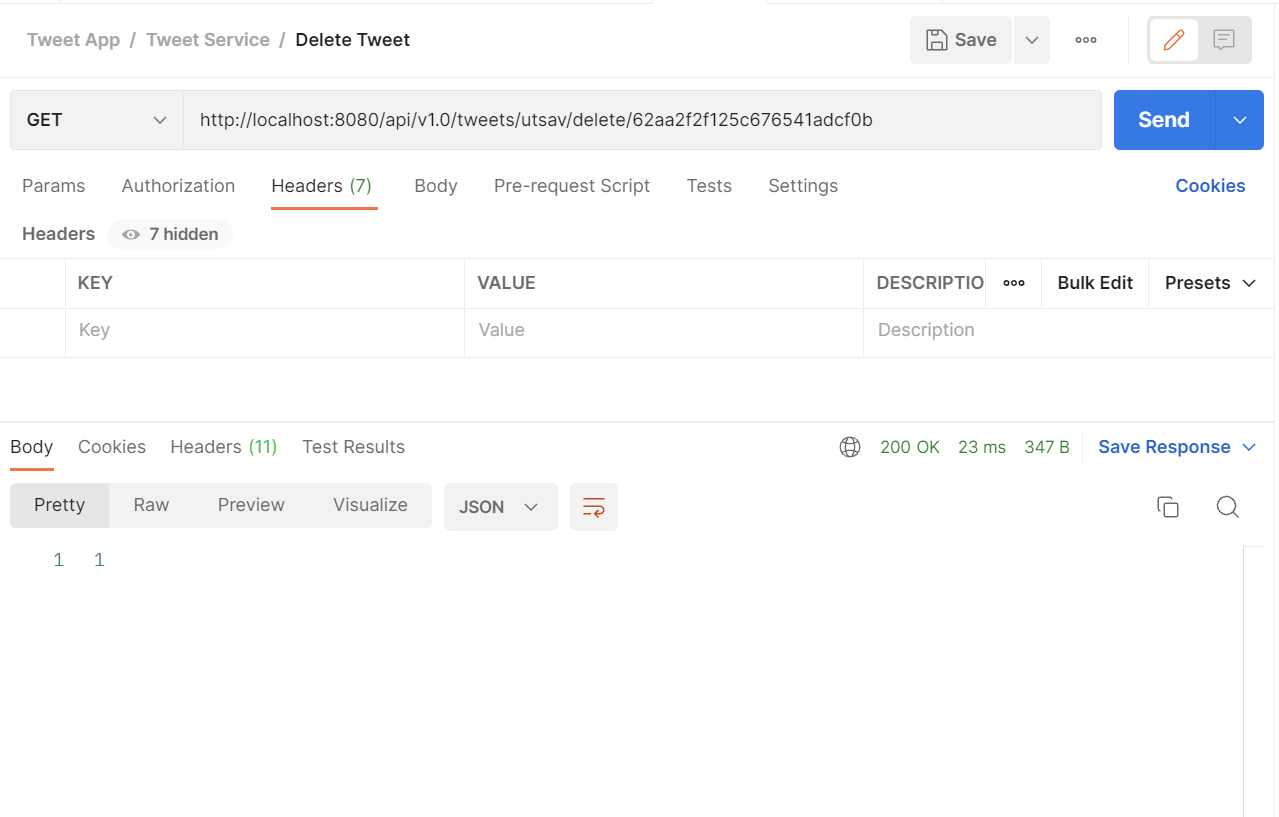 Tweet App / Tweet Service / Delete Tweet Save
GET http://localhost:8080/api/v1.0/tweets/utsav/delete/62aa2f2f125c676541adcf0b Send
Params Authorization Headers (7) Body Pre-request Script Tests Settings Cookies
Headers 7 hidden
KEY VALUE DESCRIPTIO Bulk Edit Presets
Key Value Description
Body Cookies Headers (11) Test Results 200 OK 23 ms 347 B Save Response
Pretty Raw Preview Visualize JSON
1 1